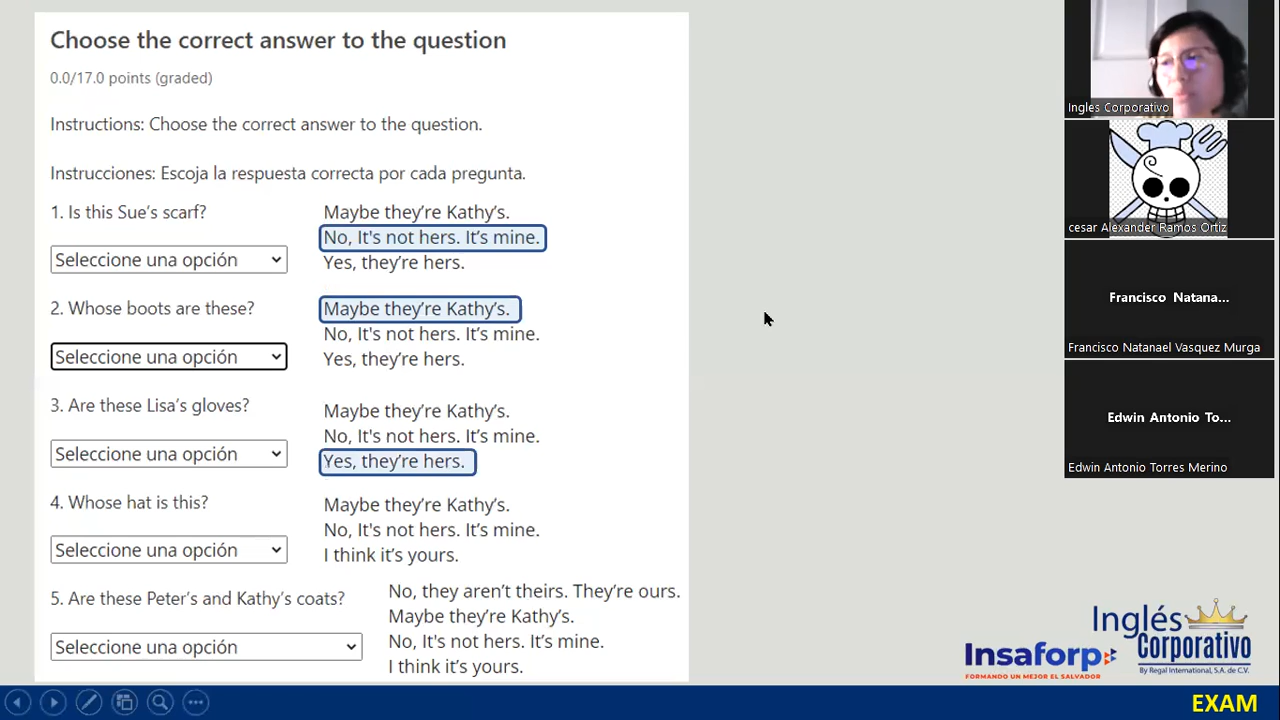 Choose the correct answer to the question
0.0/17.0 points (graded)
Instructions: Choose the correct answer to the question.
Instrucciones: Escoja la respuesta correcta por cada pregunta.
1. Is this Sue's scarf?
Seleccione una opción
Maybe they're Kathy's.
No, It's not hers. It's mine.
Yes, they're hers.
2. Whose boots are these?
Seleccione una opción
Maybe they're Kathy's.
No, It's not hers. It's mine.
Yes, they're hers.
3. Are these Lisa's gloves?
Seleccione una opción
Maybe they're Kathy's.
No, It's not hers. It's mine.
Yes, they're hers.
4. Whose hat is this?
Seleccione una opción
Maybe they're Kathy's.
No, It's not hers. It's mine.
I think it's yours.
5. Are these Peter's and Kathy's coats?
Seleccione una opción
No, they aren't theirs. They're ours.
Maybe they're Kathy's.
No, It's not hers. It's mine.
I think it's yours.
Ingles Corporativo
cesar Alexander Ramos Ortiz
Francisco Natana...
Francisco Natanael Vasquez Murga
Edwin Antonio To...
Edwin Antonio Torres Merino
Insaforp
FORMANDO UN MEJOR EL SALVADOR
Inglés
Corporativo
By Regal International, S.A. de C.V.
EXAM